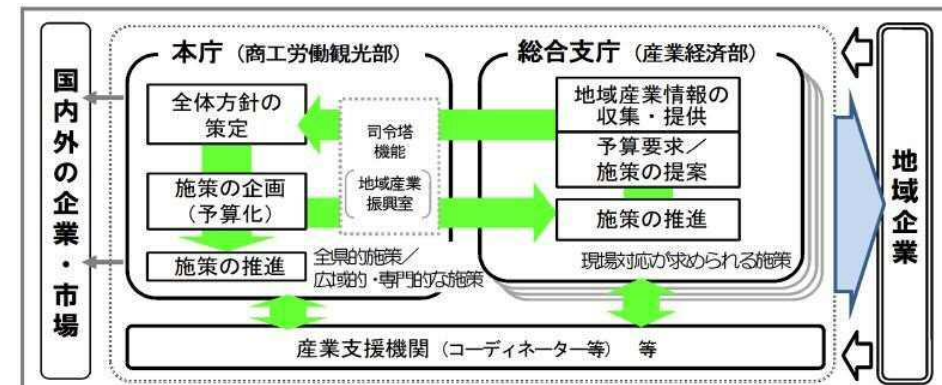 国内外の企業・市場
本庁（商工労働観光部）
全体方針の
策定
施策の企画
（予算化）
施策の推進
司令塔
機能
地域産業
振興室
全県的施策／
広域的・専門的な施策
総合支庁（産業経済部）
地域産業情報の
収集・提供
予算要求／
施策の提案
施策の推進
現場対応が求められる施策
産業支援機関（コーディネーター等）　等
地域企業